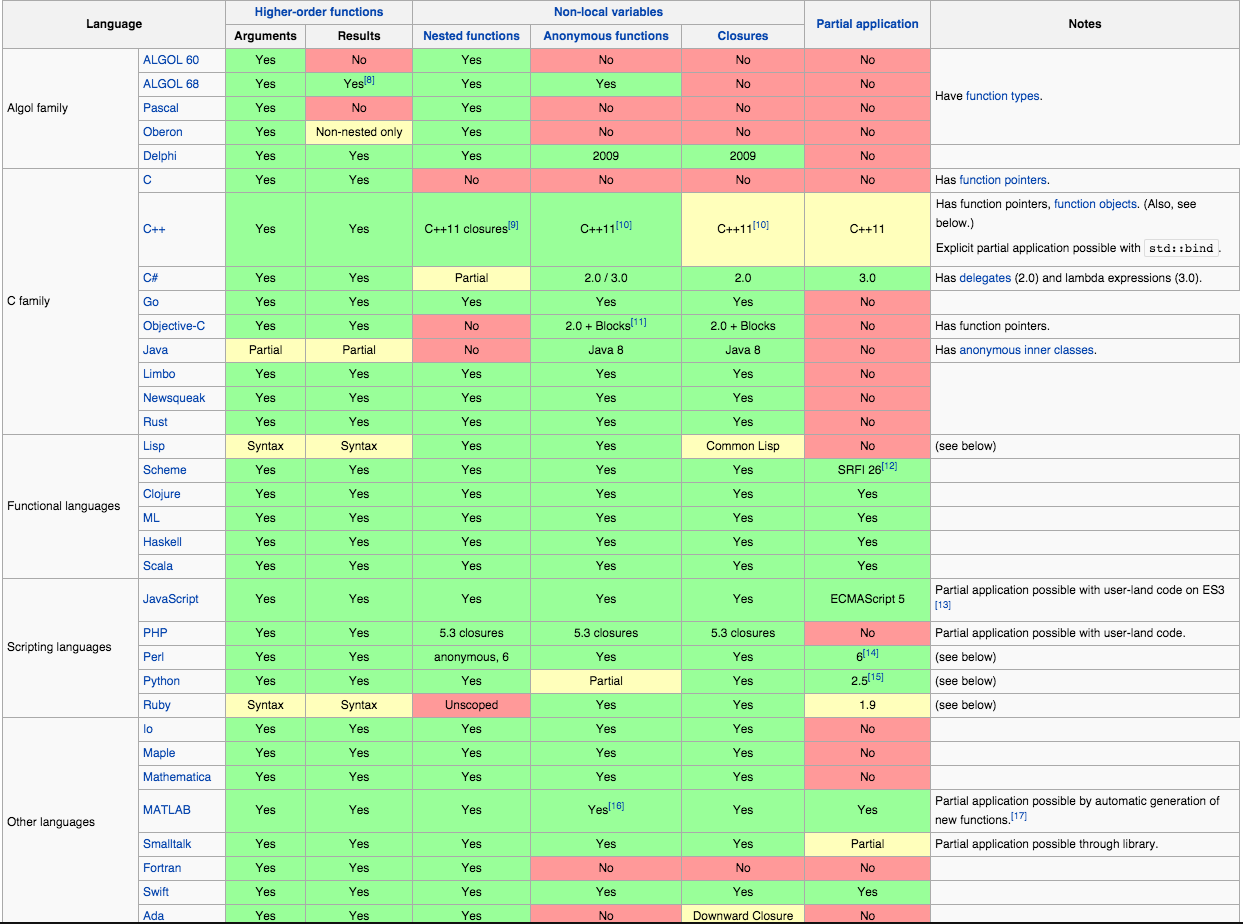 Language Higher-order functions Non-local variables Partial application Notes
Arguments Results Nested functions Anonymous functions Closures
Algol family
ALGOL 60 Yes No Yes No No No Have function types.
ALGOL 68 Yes Yes[8] Yes Yes No No
Pascal Yes No Yes No No No
Oberon Yes Non-nested only Yes No No No
Delphi Yes Yes Yes 2009 2009 No
C family
C Yes Yes No No No No Has function pointers.
C++ Yes Yes C++11 closures[9] C++11[10] C++11[10] C++11 Has function pointers, function objects. (Also, see
below.)
Explicit partial application possible with std::bind.
C# Yes Yes Partial 2.0 / 3.0 2.0 3.0 Has delegates (2.0) and lambda expressions (3.0).
Go Yes Yes Yes Yes Yes No
Objective-C Yes Yes No 2.0 + Blocks[11] 2.0 + Blocks No Has function pointers.
Java Partial Partial No Java 8 Java 8 No Has anonymous inner classes.
Limbo Yes Yes Yes Yes Yes No
Newsqueak Yes Yes Yes Yes Yes No
Rust Yes Yes Yes Yes Yes No
Functional languages
Lisp Syntax Syntax Yes Yes Common Lisp No (see below)
Scheme Yes Yes Yes Yes Yes SRFI 26[12]
Clojure Yes Yes Yes Yes Yes Yes
ML Yes Yes Yes Yes Yes Yes
Haskell Yes Yes Yes Yes Yes Yes
Scala Yes Yes Yes Yes Yes Yes
Scripting languages
JavaScript Yes Yes Yes Yes Yes ECMAScript 5 Partial application possible with user-land code on ES3
[13]
PHP Yes Yes 5.3 closures 5.3 closures 5.3 closures No Partial application possible with user-land code.
Perl Yes Yes anonymous, 6 Yes Yes 6[14] (see below)
Python Yes Yes Yes Partial Yes 2.5[15] (see below)
Ruby Syntax Syntax Unscoped Yes Yes 1.9 (see below)
Other languages
Io Yes Yes Yes Yes Yes No
Maple Yes Yes Yes Yes Yes No
Mathematica Yes Yes Yes Yes Yes No
MATLAB Yes Yes Yes Yes[16] Yes Yes Partial application possible by automatic generation of
new functions.[17]
Smalltalk Yes Yes Yes Yes Yes Partial Partial application possible through library.
Fortran Yes Yes Yes No No No
Swift Yes Yes Yes Yes Yes Yes
Ada Yes Yes Yes No Downward Closure No